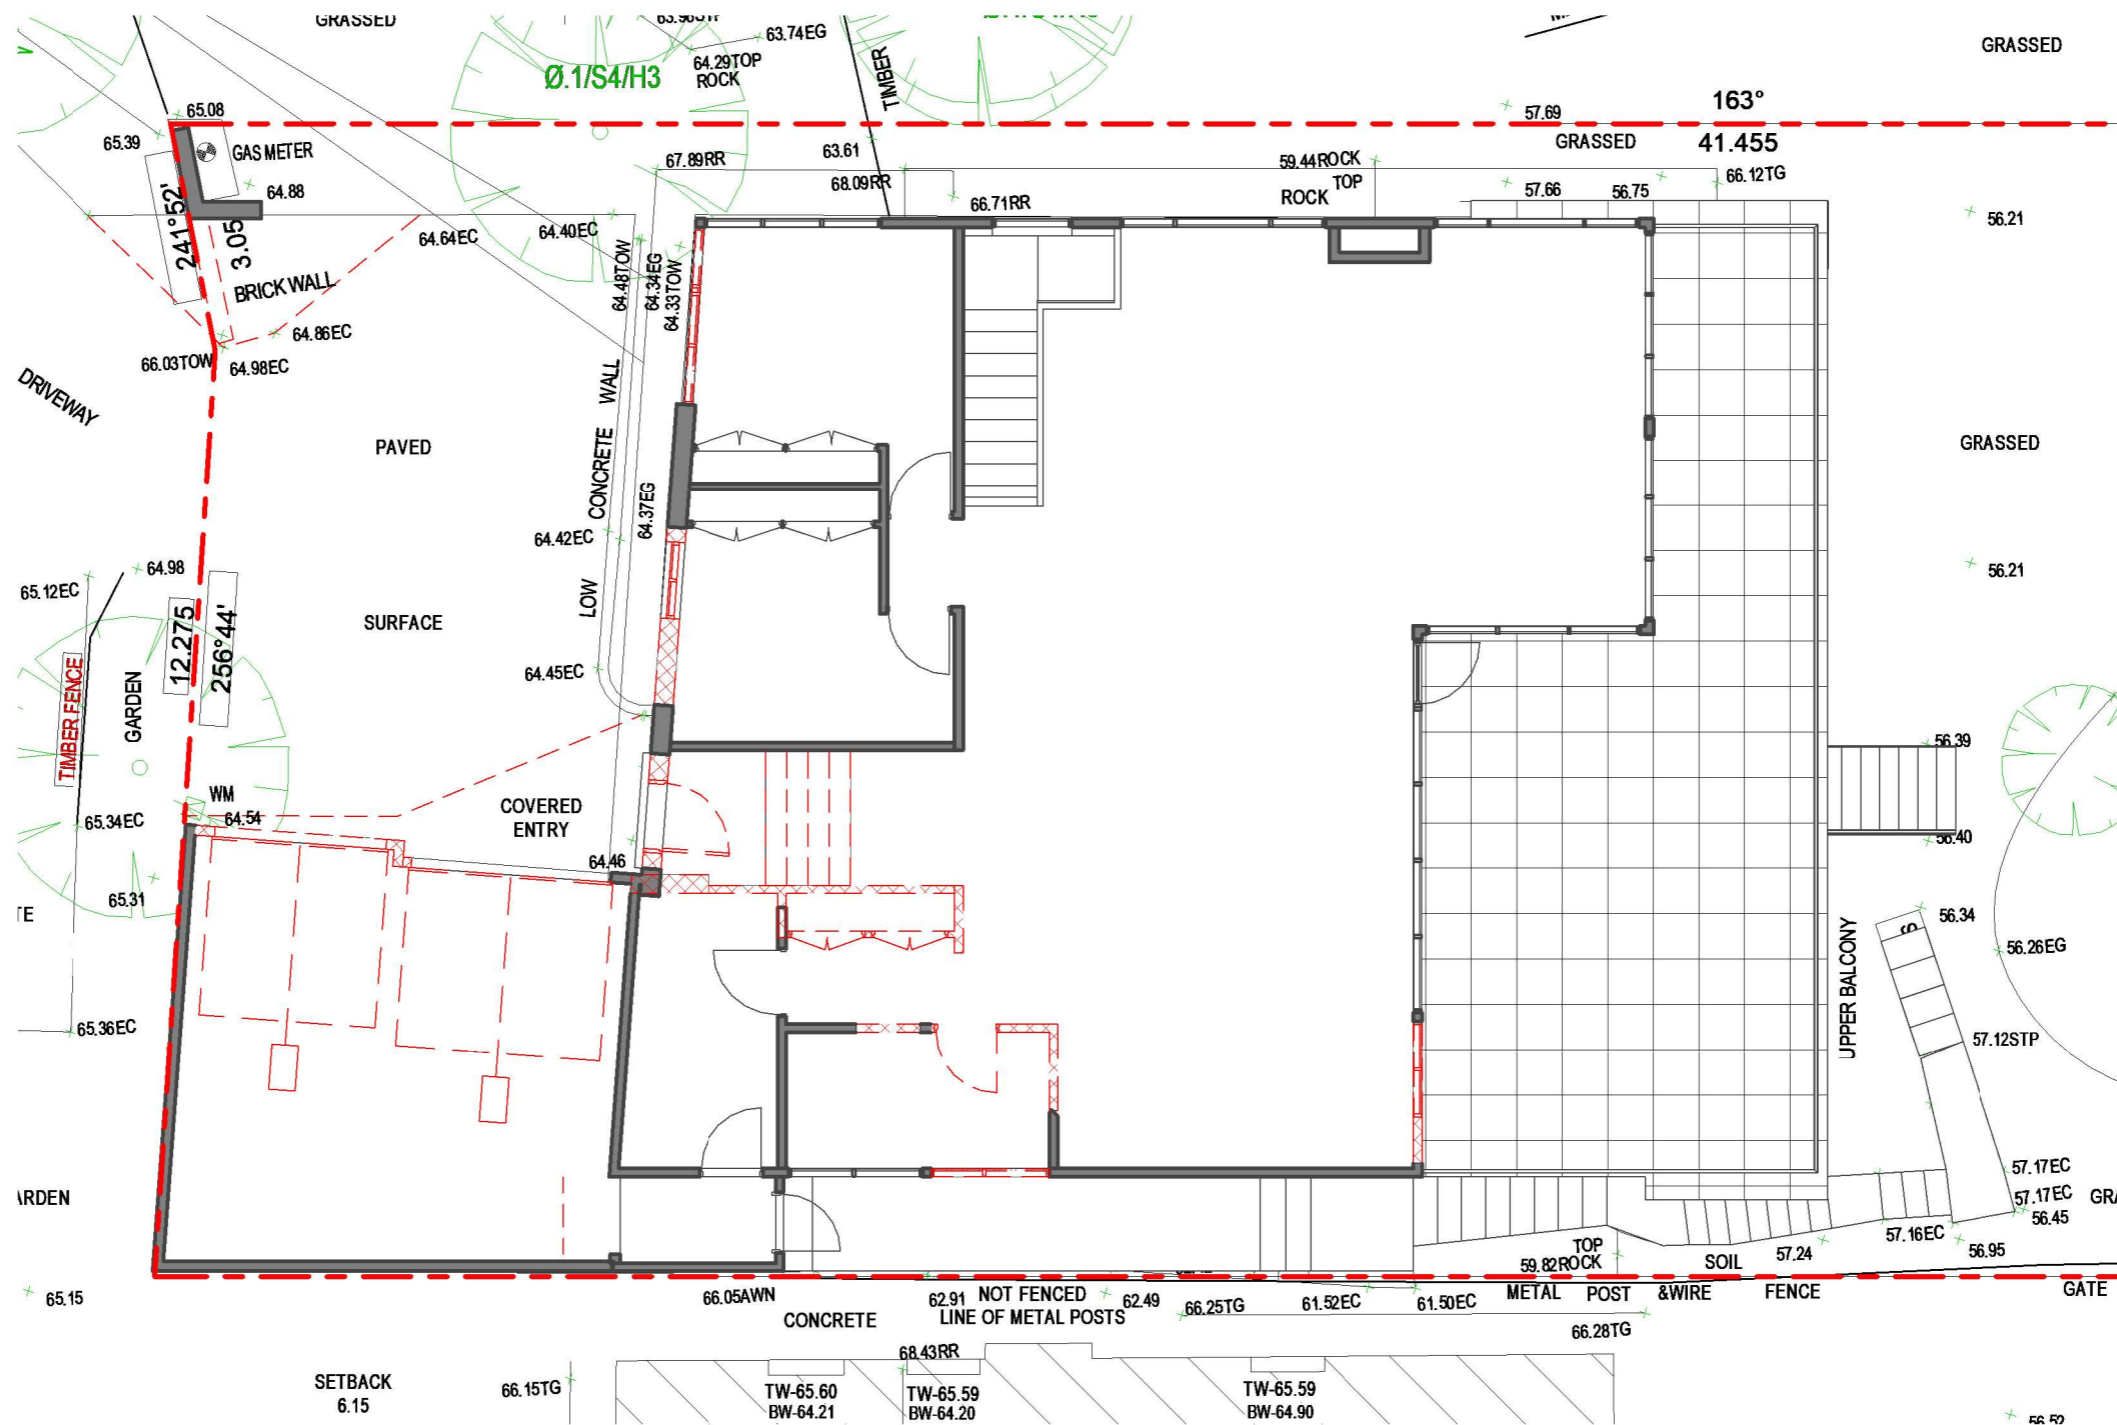 GRASSED
63.74EG
64.29TOP
ROCK
Ø.1/S4/H3
TIMBER
GRASSED
163°
57.69
GRASSED
41.455
65.08
65.39
GAS METER
64.88
67.89RR
63.61
68.09RR
66.71RR
59.44ROCK
TOP
ROCK
57.66
56.75
66.12TG
56.21
241°52'
3.05
BRICK WALL
64.64EC
64.40EC
64.48TOW
64.34EG
64.33TOW
64.86EC
66.03TOW
64.98EC
DRIVEWAY
PAVED
LOW CONCRETE WALL
64.37EG
64.42EC
GRASSED
56.21
64.98
65.12EC
SURFACE
12.275
256°44'
TIMBER FENCE
GARDEN
64.45EC
WM
64.54
65.34EC
COVERED
ENTRY
64.46
56.39
56.40
65.31
TE
UPPER BALCONY
S
56.34
56.26EG
65.36EC
57.12STP
ARDEN
57.17EC
57.17EC
GRA
56.45
57.16EC
56.95
57.24
TOP
59.82ROCK
SOIL
65.15
66.05AWN
62.91
NOT FENCED
LINE OF METAL POSTS
62.49
66.25TG
61.52EC
61.50EC
METAL POST &WIRE FENCE
GATE
CONCRETE
66.28TG
68.43RR
SETBACK
6.15
66.15TG
TW-65.60
BW-64.21
TW-65.59
BW-64.20
TW-65.59
BW-64.90